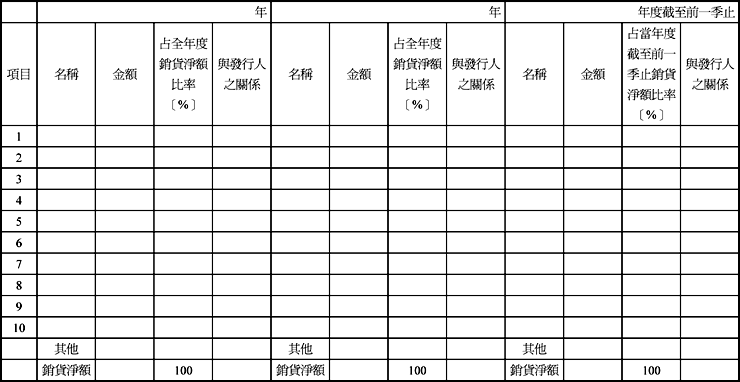 年 年 年度截至前一季止
項目 名稱 金額 占全年度銷貨淨額比率〔%〕 與發行人之關係 名稱 金額 占全年度銷貨淨額比率〔%〕 與發行人之關係 名稱 金額 占當年度截至前一季止銷貨淨額比率〔%〕 與發行人之關係
1
2
3
4
5
6
7
8
9
10
其他 其他 其他
銷貨淨額 100 銷貨淨額 100 銷貨淨額 100